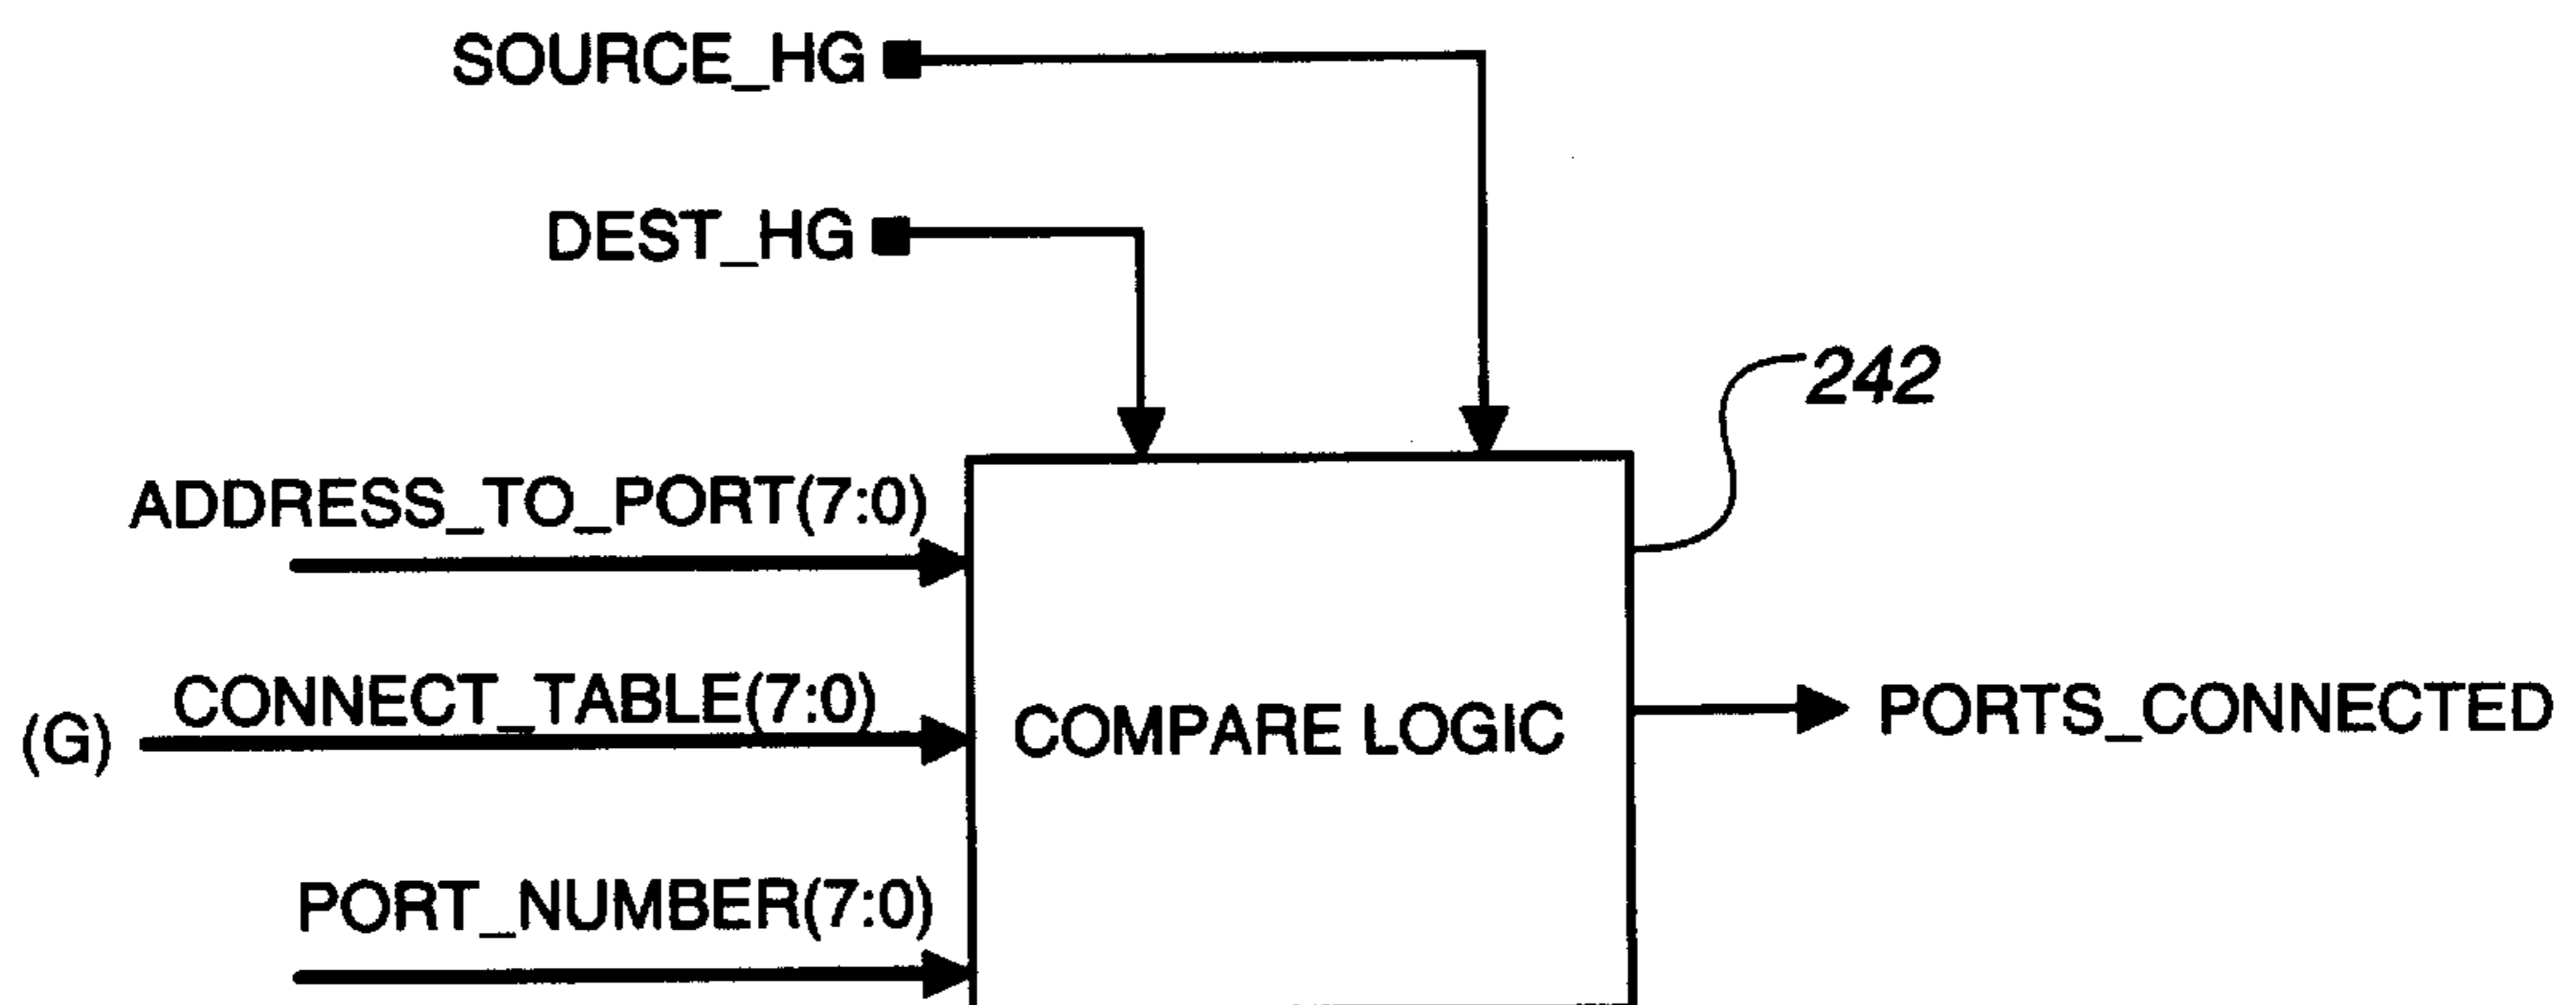 SOURCE_HG
DEST_HG
242
ADDRESS_TO_PORT(7:0)
(G) CONNECT_TABLE(7:0)
COMPARE LOGIC
PORTS_CONNECTED
PORT_NUMBER(7:0)